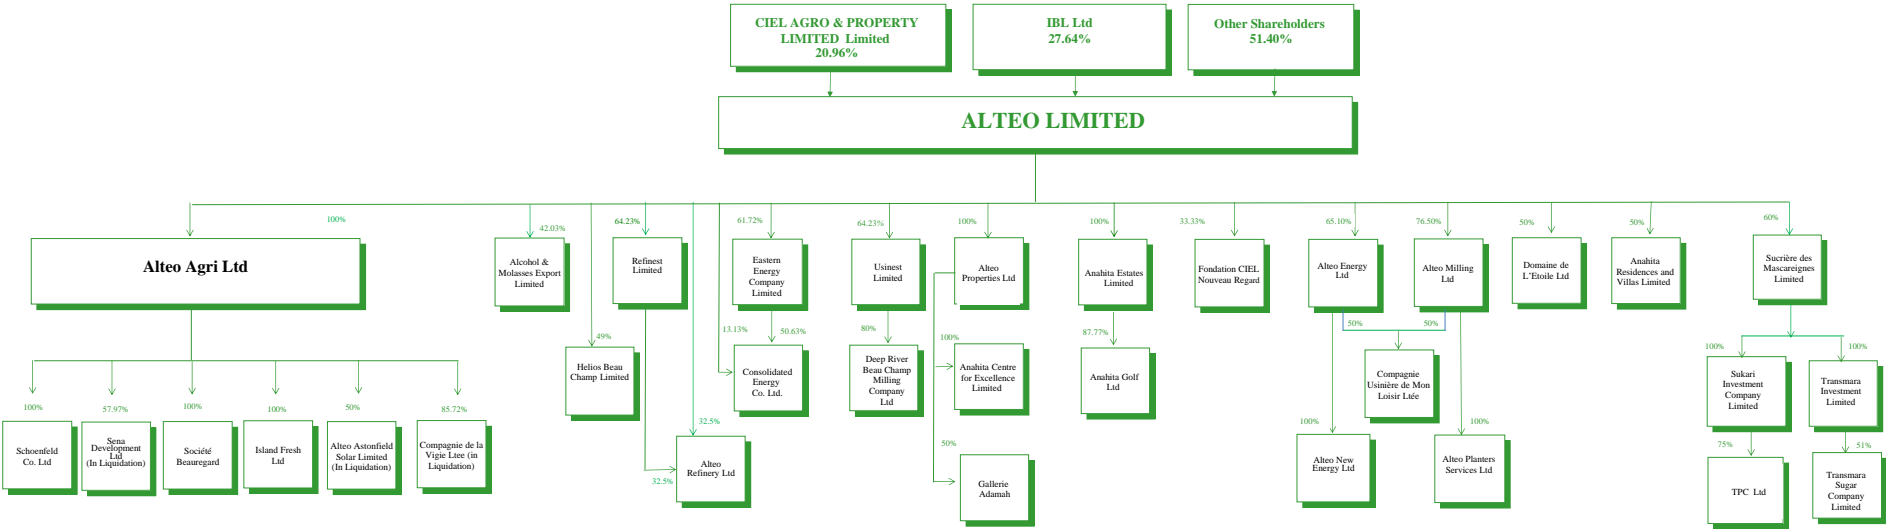 CIEL AGRO & PROPERTY
LIMITED Limited
20.96%
IBL Ltd
27.64%
Other Shareholders
51.40%
ALTEO LIMITED
100%
42.03%
64.23%
61.72%
64.23%
100%
100%
33.33%
65.10%
76.50%
50%
50%
60%
Alteo Agri Ltd
Alcohol &
Molasses Export
Limited
Refinest
Limited
Eastern
Energy
Company
Limited
Usinest
Limited
Alteo
Properties Ltd
Anahita Estates
Limited
Fondation CIEL
Nouveau Regard
Alteo Energy
Ltd
Alteo Milling
Ltd
Domaine de
L'Etoile Ltd
Anahita
Residences and
Villas Limited
Sucrière des
Mascareignes
Limited
49%
13.13%
50.63%
80%
100%
87.77%
50%
50%
100%
100%
Helios Beau
Champ Limited
Consolidated
Energy
Co. Ltd.
Deep River
Beau Champ
Milling
Company
Ltd
Anahita Centre
for Excellence
Limited
Anahita Golf
Ltd
Compagnie
Usinière de Mon
Loisir Ltée
Sukari
Investment
Company
Limited
Transmara
Investment
Limited
100%
57.97%
100%
100%
50%
85.72%
32.5%
32.5%
50%
100%
100%
75%
51%
Schoenfeld
Co. Ltd
Sena
Development
Ltd
(In Liquidation)
Société
Beauregard
Island Fresh
Ltd
Alteo Astonfield
Solar Limited
(In Liquidation)
Compagnie de la
Vigie Ltee (in
Liquidation)
Alteo
Refinery Ltd
Gallerie
Adamah
Alteo New
Energy Ltd
Alteo Planters
Services Ltd
TPC Ltd
Transmara
Sugar
Company
Limited